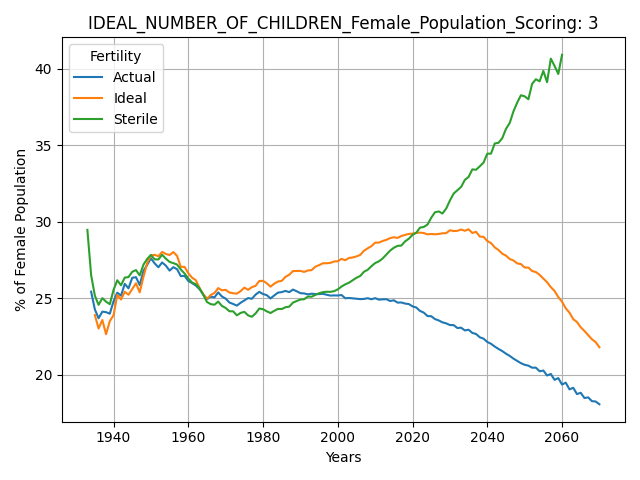 IDEAL_NUMBER_OF_CHILDREN_Female_Population_Scoring: 3
Fertility
Actual
Ideal
Sterile
% of Female Population
40
35
30
25
20
1940 1960 1980 2000 2020 2040 2060
Years